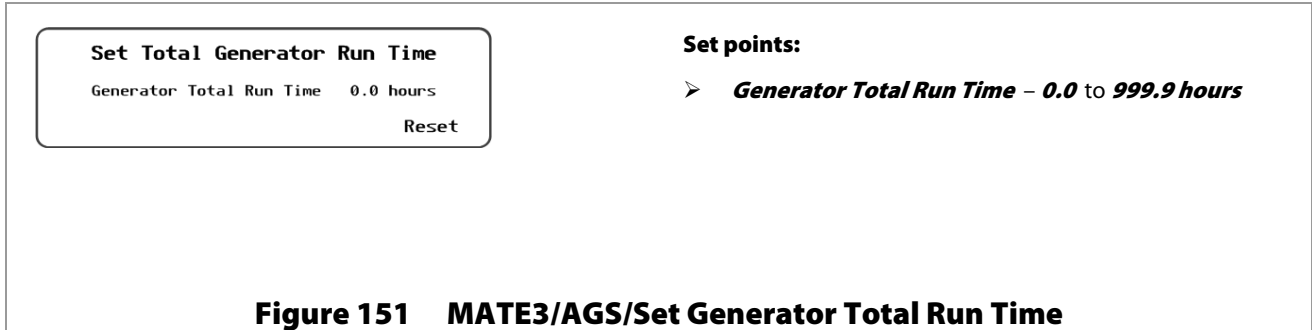 Set Total Generator Run Time
Generator Total Run Time 0.0 hours
Reset
Set points:
➢ Generator Total Run Time – 0.0 to 999.9 hours
Figure 151 MATE3/AGS/Set Generator Total Run Time